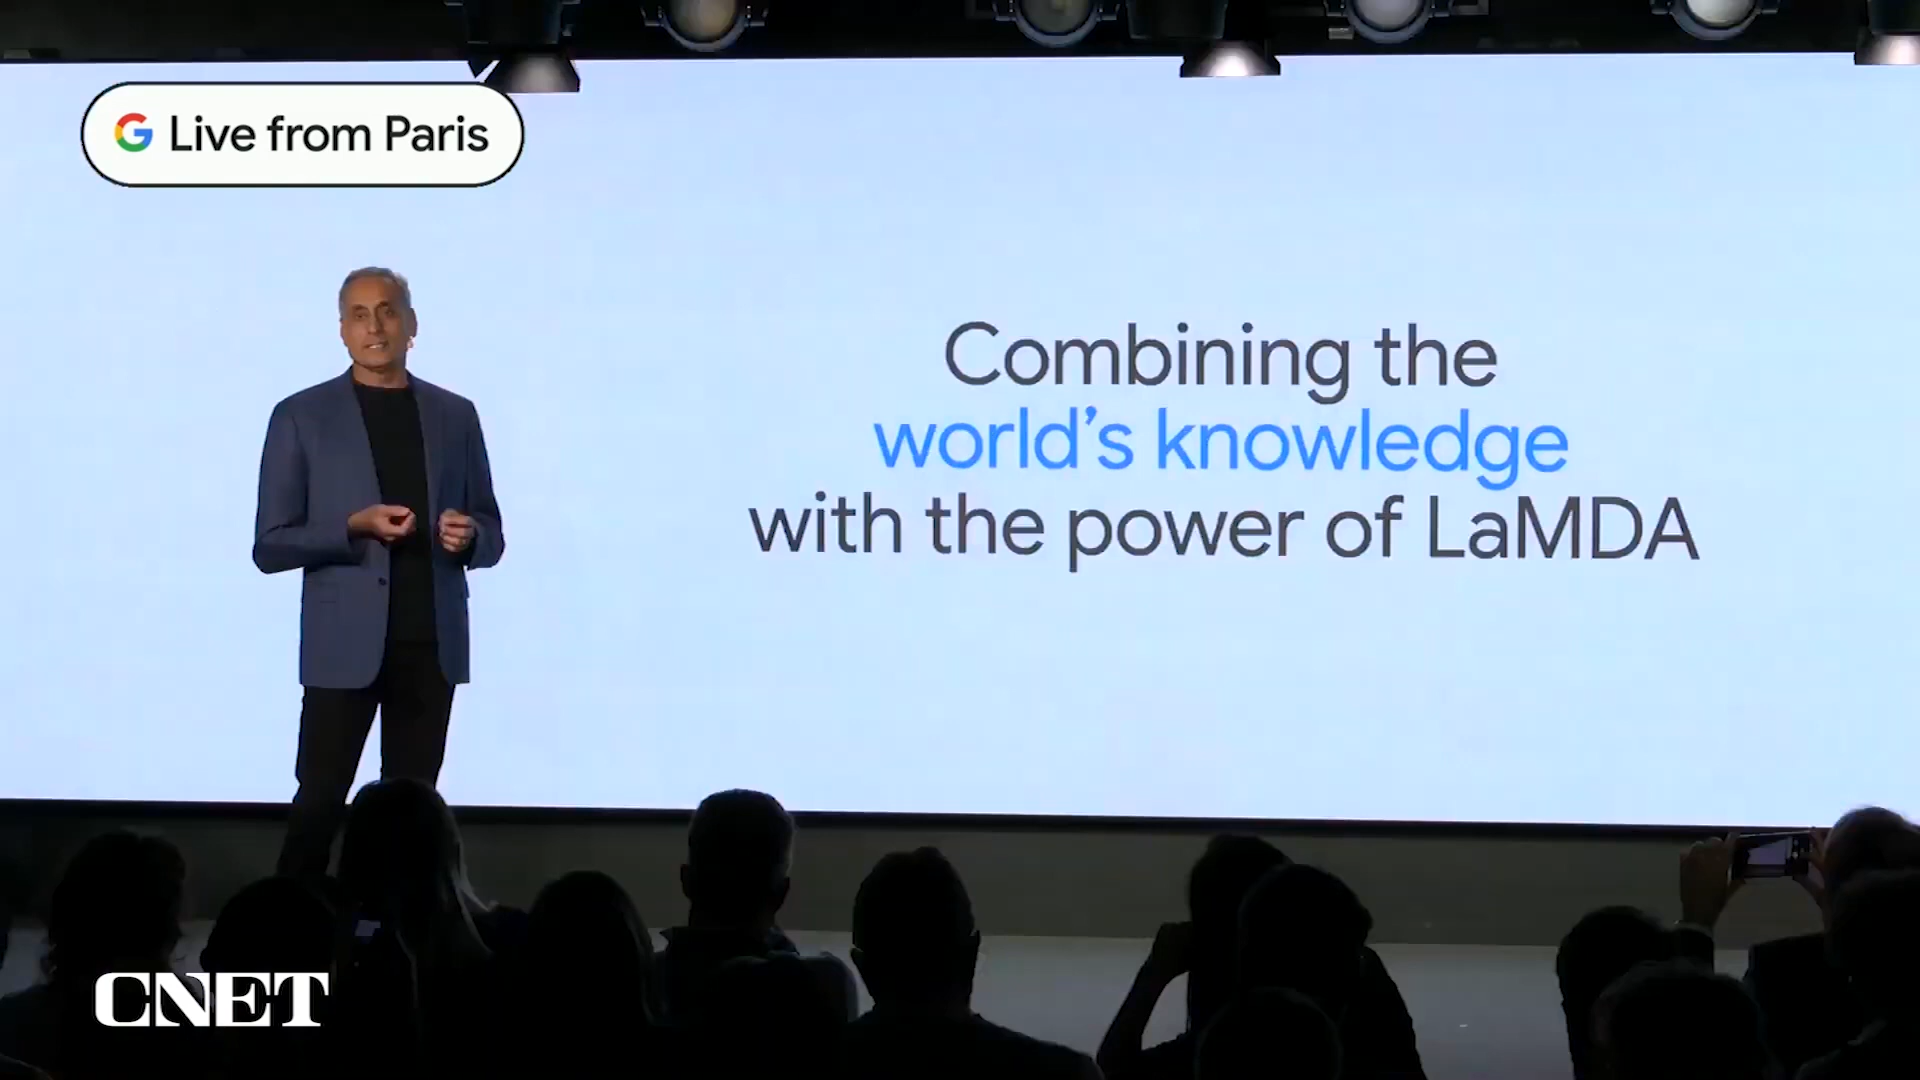 Live from Paris
Combining the
world's knowledge
with the power of LaMDA
CNET